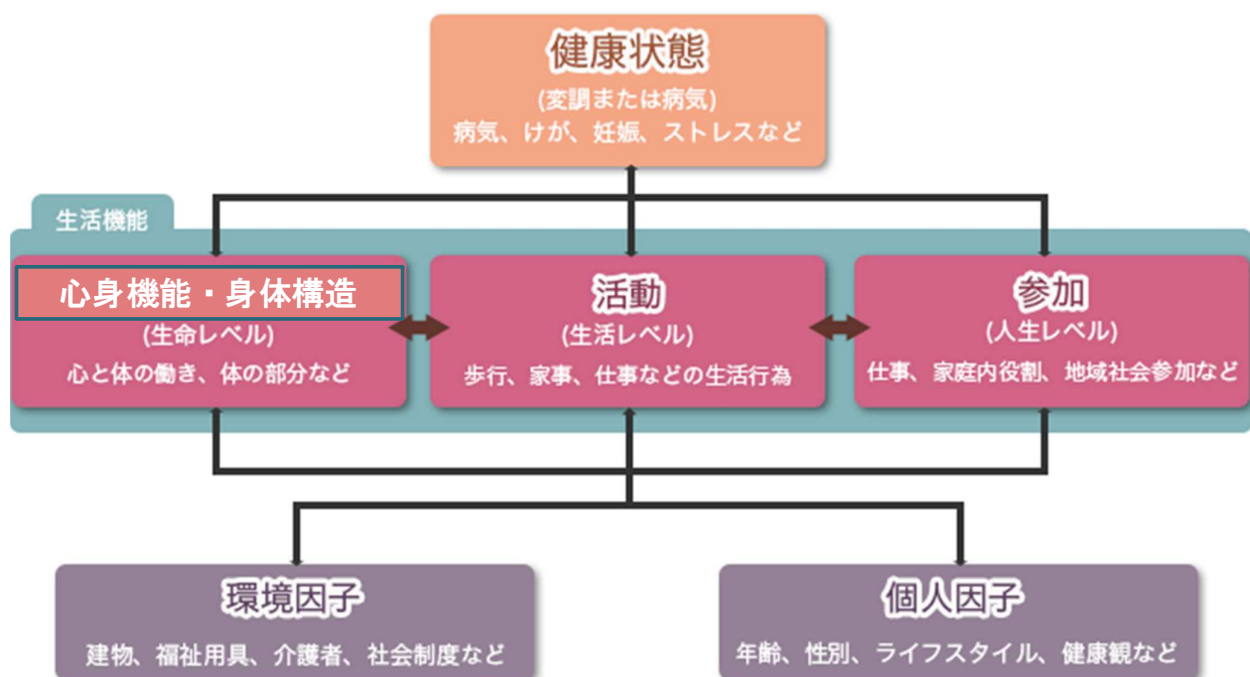 健康状態
(変調または病気)
病気、けが、妊娠、ストレスなど
生活機能
心身機能・身体構造
(生命レベル)
心と体の働き、体の部分など
活動
(生活レベル)
歩行、家事、仕事などの生活行為
参加
(人生レベル)
仕事、家庭内役割、地域社会参加など
環境因子
建物、福祉用具、介護者、社会制度など
個人因子
年齢、性別、ライフスタイル、健康観など